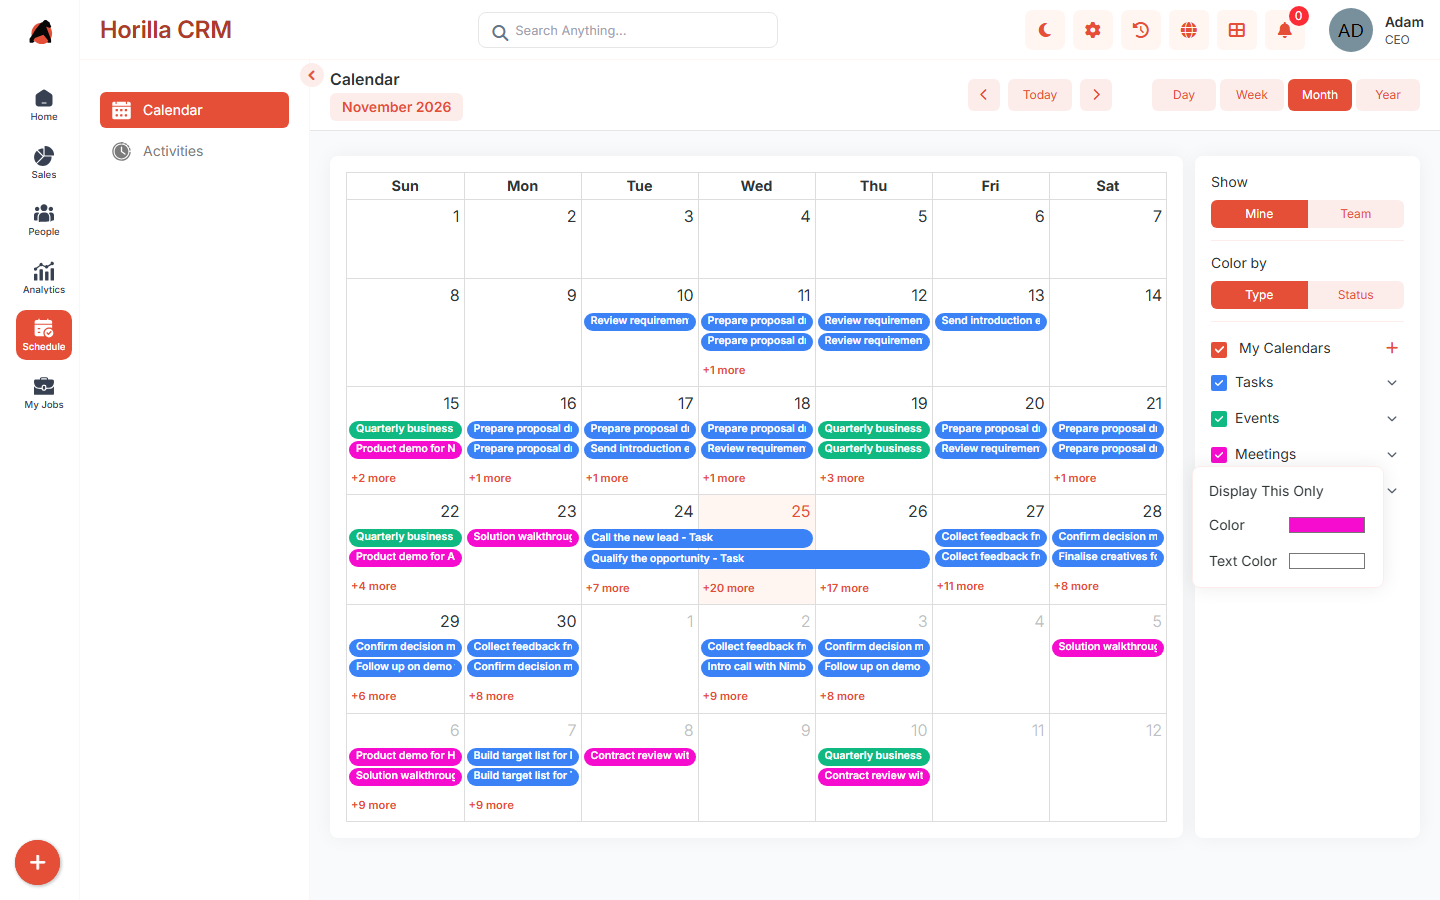 Horilla CRM
Search Anything...
0
AD
Adam
CEO
Home
Sales
People
Analytics
Schedule
My Jobs
Calendar
Activities
Calendar
November 2026
Today
Day
Week
Month
Year
Sun Mon Tue Wed Thu Fri Sat
1 2 3 4 5 6 7
8 9 10 11 12 13 14
Review requiremen Prepare proposal Review requiremen Send introduction
Prepare proposal Review requiremen
+1 more
15 16 17 18 19 20 21
Quarterly business Prepare proposal Prepare proposal Prepare proposal Quarterly business Prepare proposal Prepare proposal
Product demo for N Prepare proposal Send introduction Review requiremen Quarterly business Review requiremen Prepare proposal
+2 more +1 more +1 more +1 more +3 more +1 more
22 23 24 25 26 27 28
Quarterly business Solution walkthroug Call the new lead - Task Collect feedback Confirm decision m
Product demo for A Qualify the opportunity - Task Collect feedback Finalise creatives
+4 more +7 more +20 more +17 more +11 more +8 more
29 30 1 2 3 4 5
Confirm decision m Collect feedback Collect feedback Confirm decision m Solution walkthroug
Follow up on demo Confirm decision m Intro call with Nimb Follow up on demo
+6 more +8 more +9 more +8 more
6 7 8 9 10 11 12
Product demo for H Build target list for Contract review wit Quarterly business
Solution walkthroug Build target list for Contract review wit
+9 more +9 more
Show
Mine Team
Color by
Type Status
My Calendars
Tasks
Events
Meetings
Display This Only
Color
Text Color